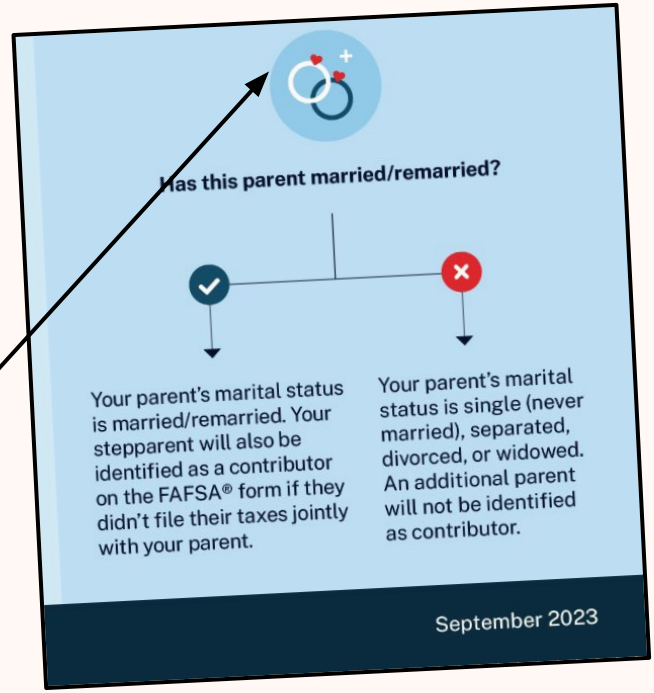 Has this parent married/remarried?
Your parent's marital status
is married/remarried. Your
stepparent will also be
identified as a contributor
on the FAFSA® form if they
didn't file their taxes jointly
with your parent.
Your parent's marital
status is single (never
married), separated,
divorced, or widowed.
An additional parent
will not be identified
as contributor.
September 2023